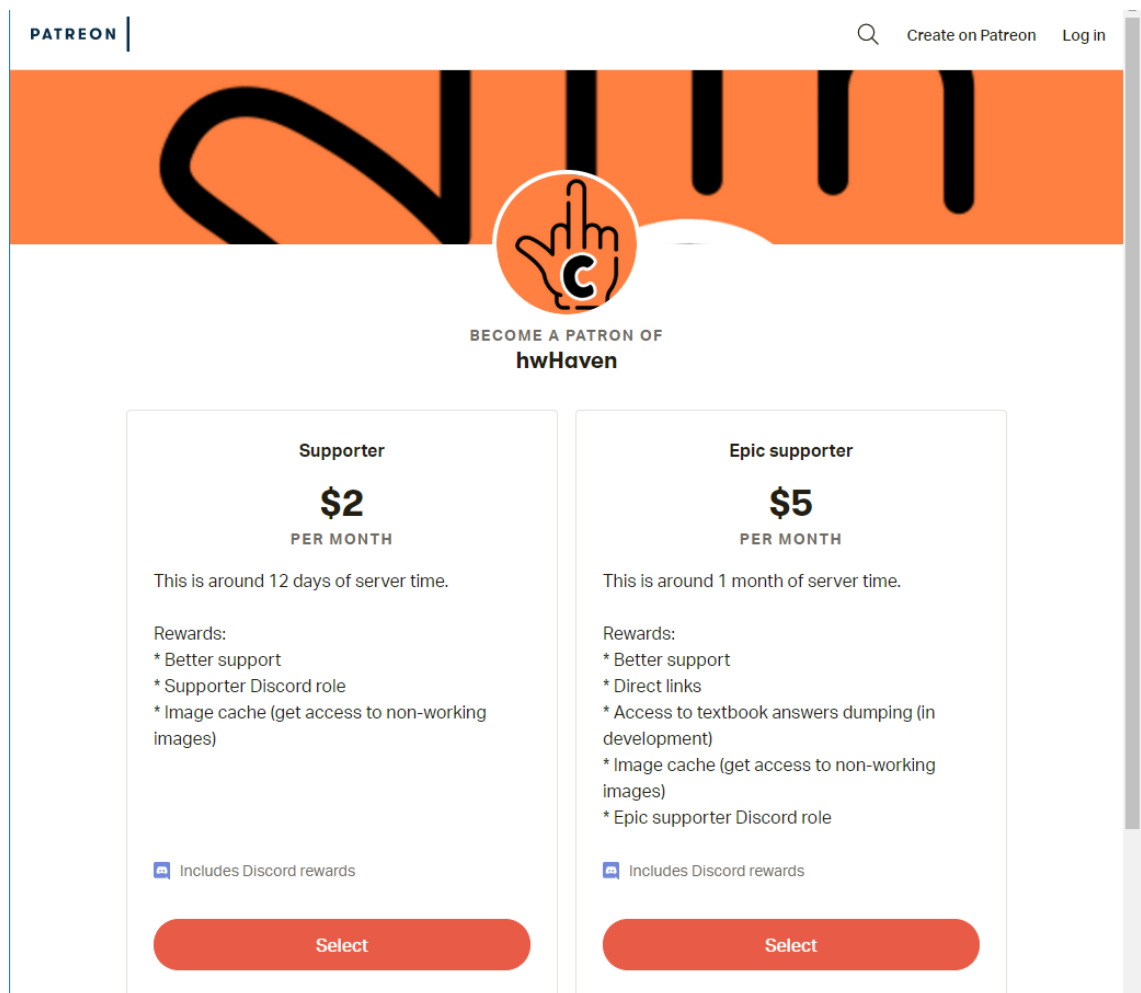 PATREON
Create on Patreon
Log in
C
BECOME A PATRON OF
hwHaven
Supporter
$2
PER MONTH
This is around 12 days of server time.
Rewards:
* Better support
* Supporter Discord role
* Image cache (get access to non-working
images)
Includes Discord rewards
Select
Epic supporter
$5
PER MONTH
This is around 1 month of server time.
Rewards:
* Better support
* Direct links
* Access to textbook answers dumping (in
development)
* Image cache (get access to non-working
images)
* Epic supporter Discord role
Includes Discord rewards
Select